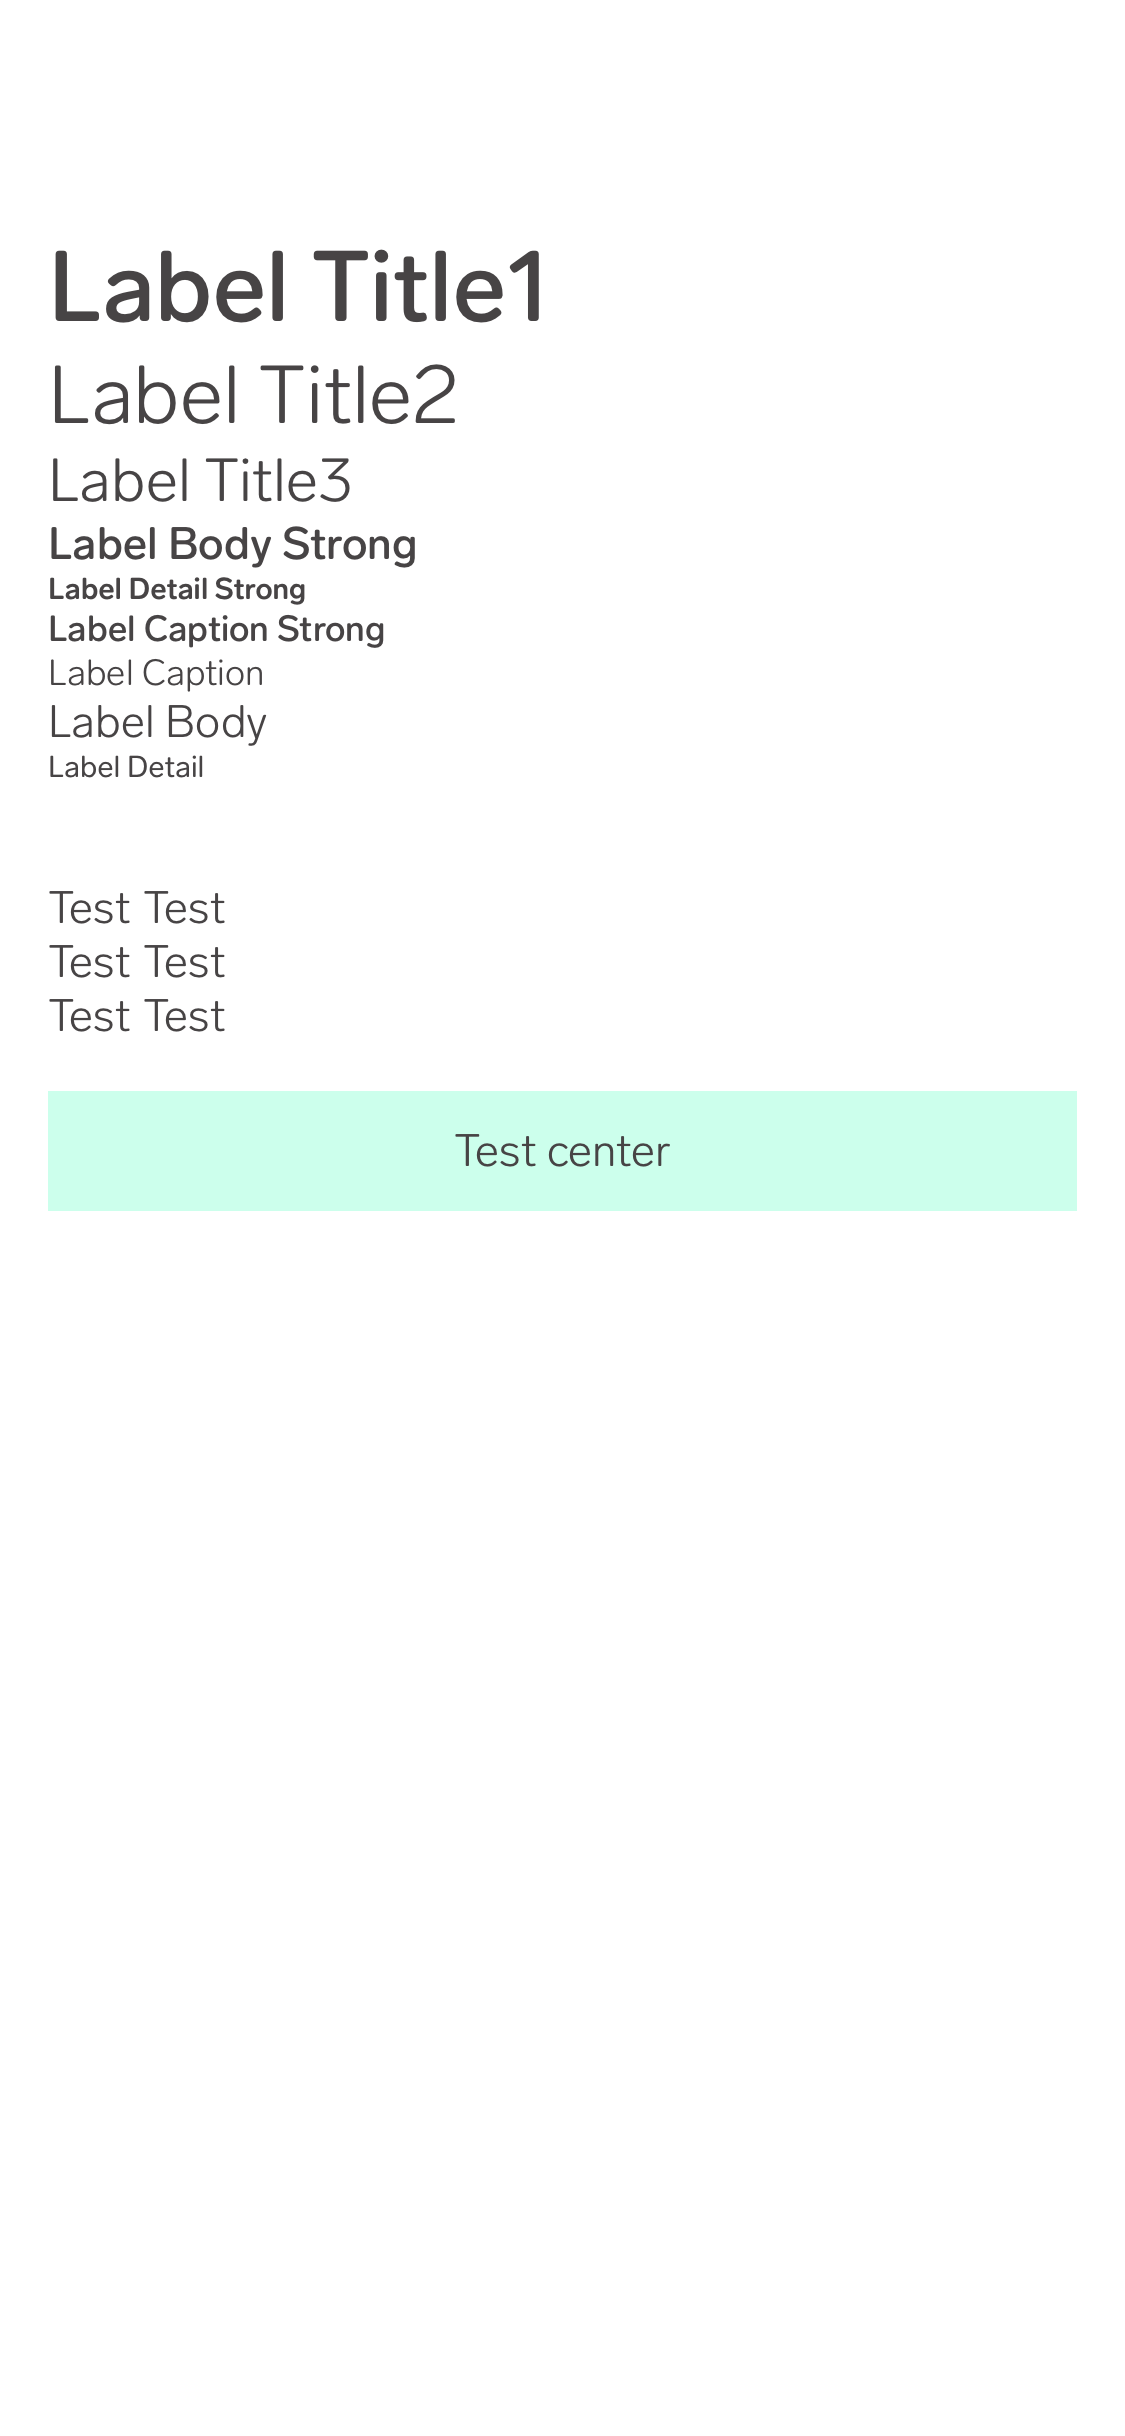 Label Title1
Label Title2
Label Title3
Label Body Strong
Label Detail Strong
Label Caption Strong
Label Caption
Label Body
Label Detail
Test Test
Test Test
Test Test
Test center